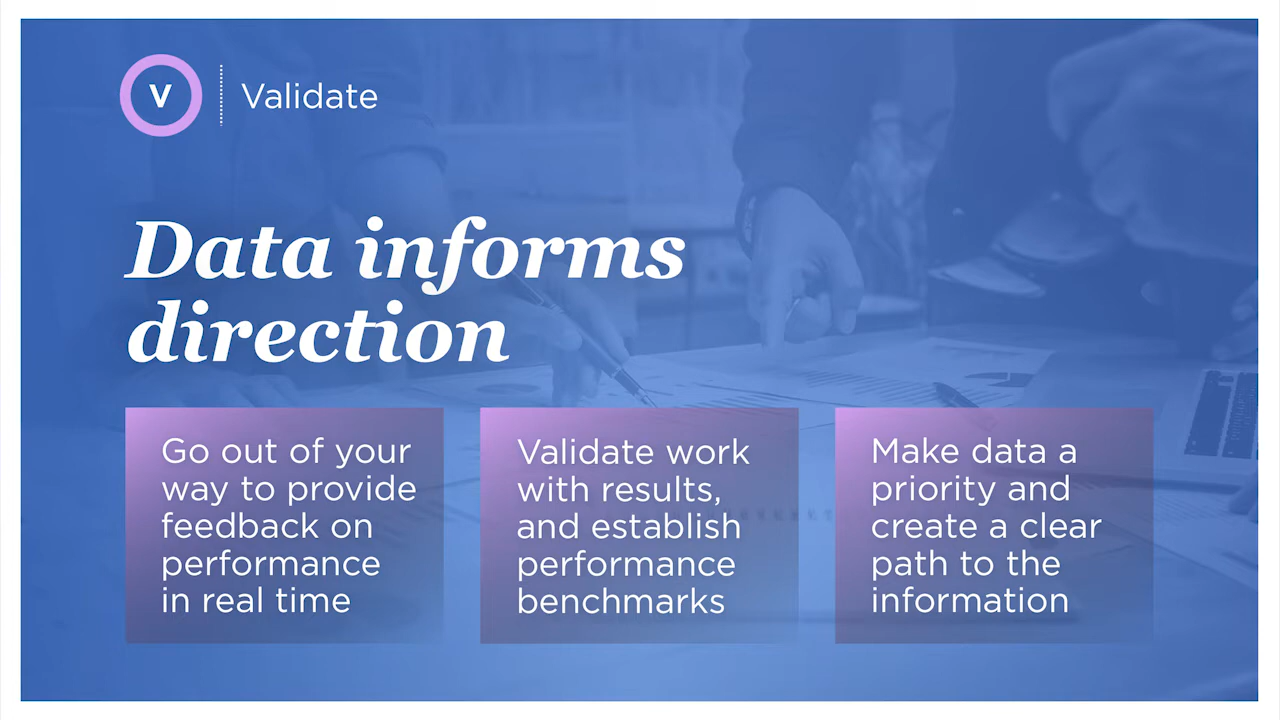 V
Validate
Data informs
direction
Go out of your
way to provide
feedback on
performance
in real time
Validate work
with results,
and establish
performance
benchmarks
Make data a
priority and
create a clear
path to the
information